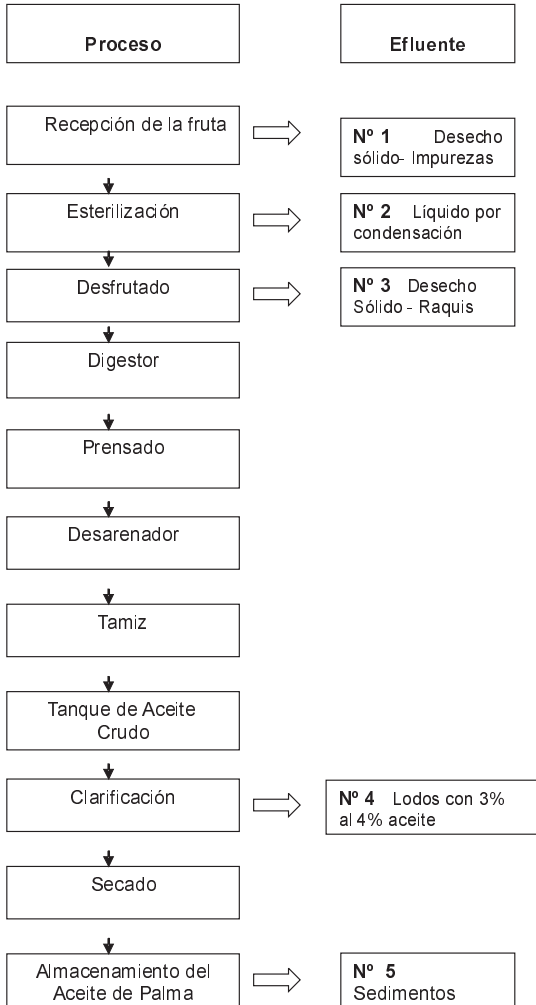 Proceso
Efluente
Recepción de la fruta
Nº 1 Desecho
sólido- Impurezas
Esterilización
Nº 2 Líquido por
condensación
Desfrutado
Nº 3 Desecho
Sólido - Raquis
Digestor
Prensado
Desarenador
Tamiz
Tanque de Aceite
Crudo
Clarificación
Nº 4 Lodos con 3%
al 4% aceite
Secado
Almacenamiento del
Aceite de Palma
Nº 5
Sedimentos